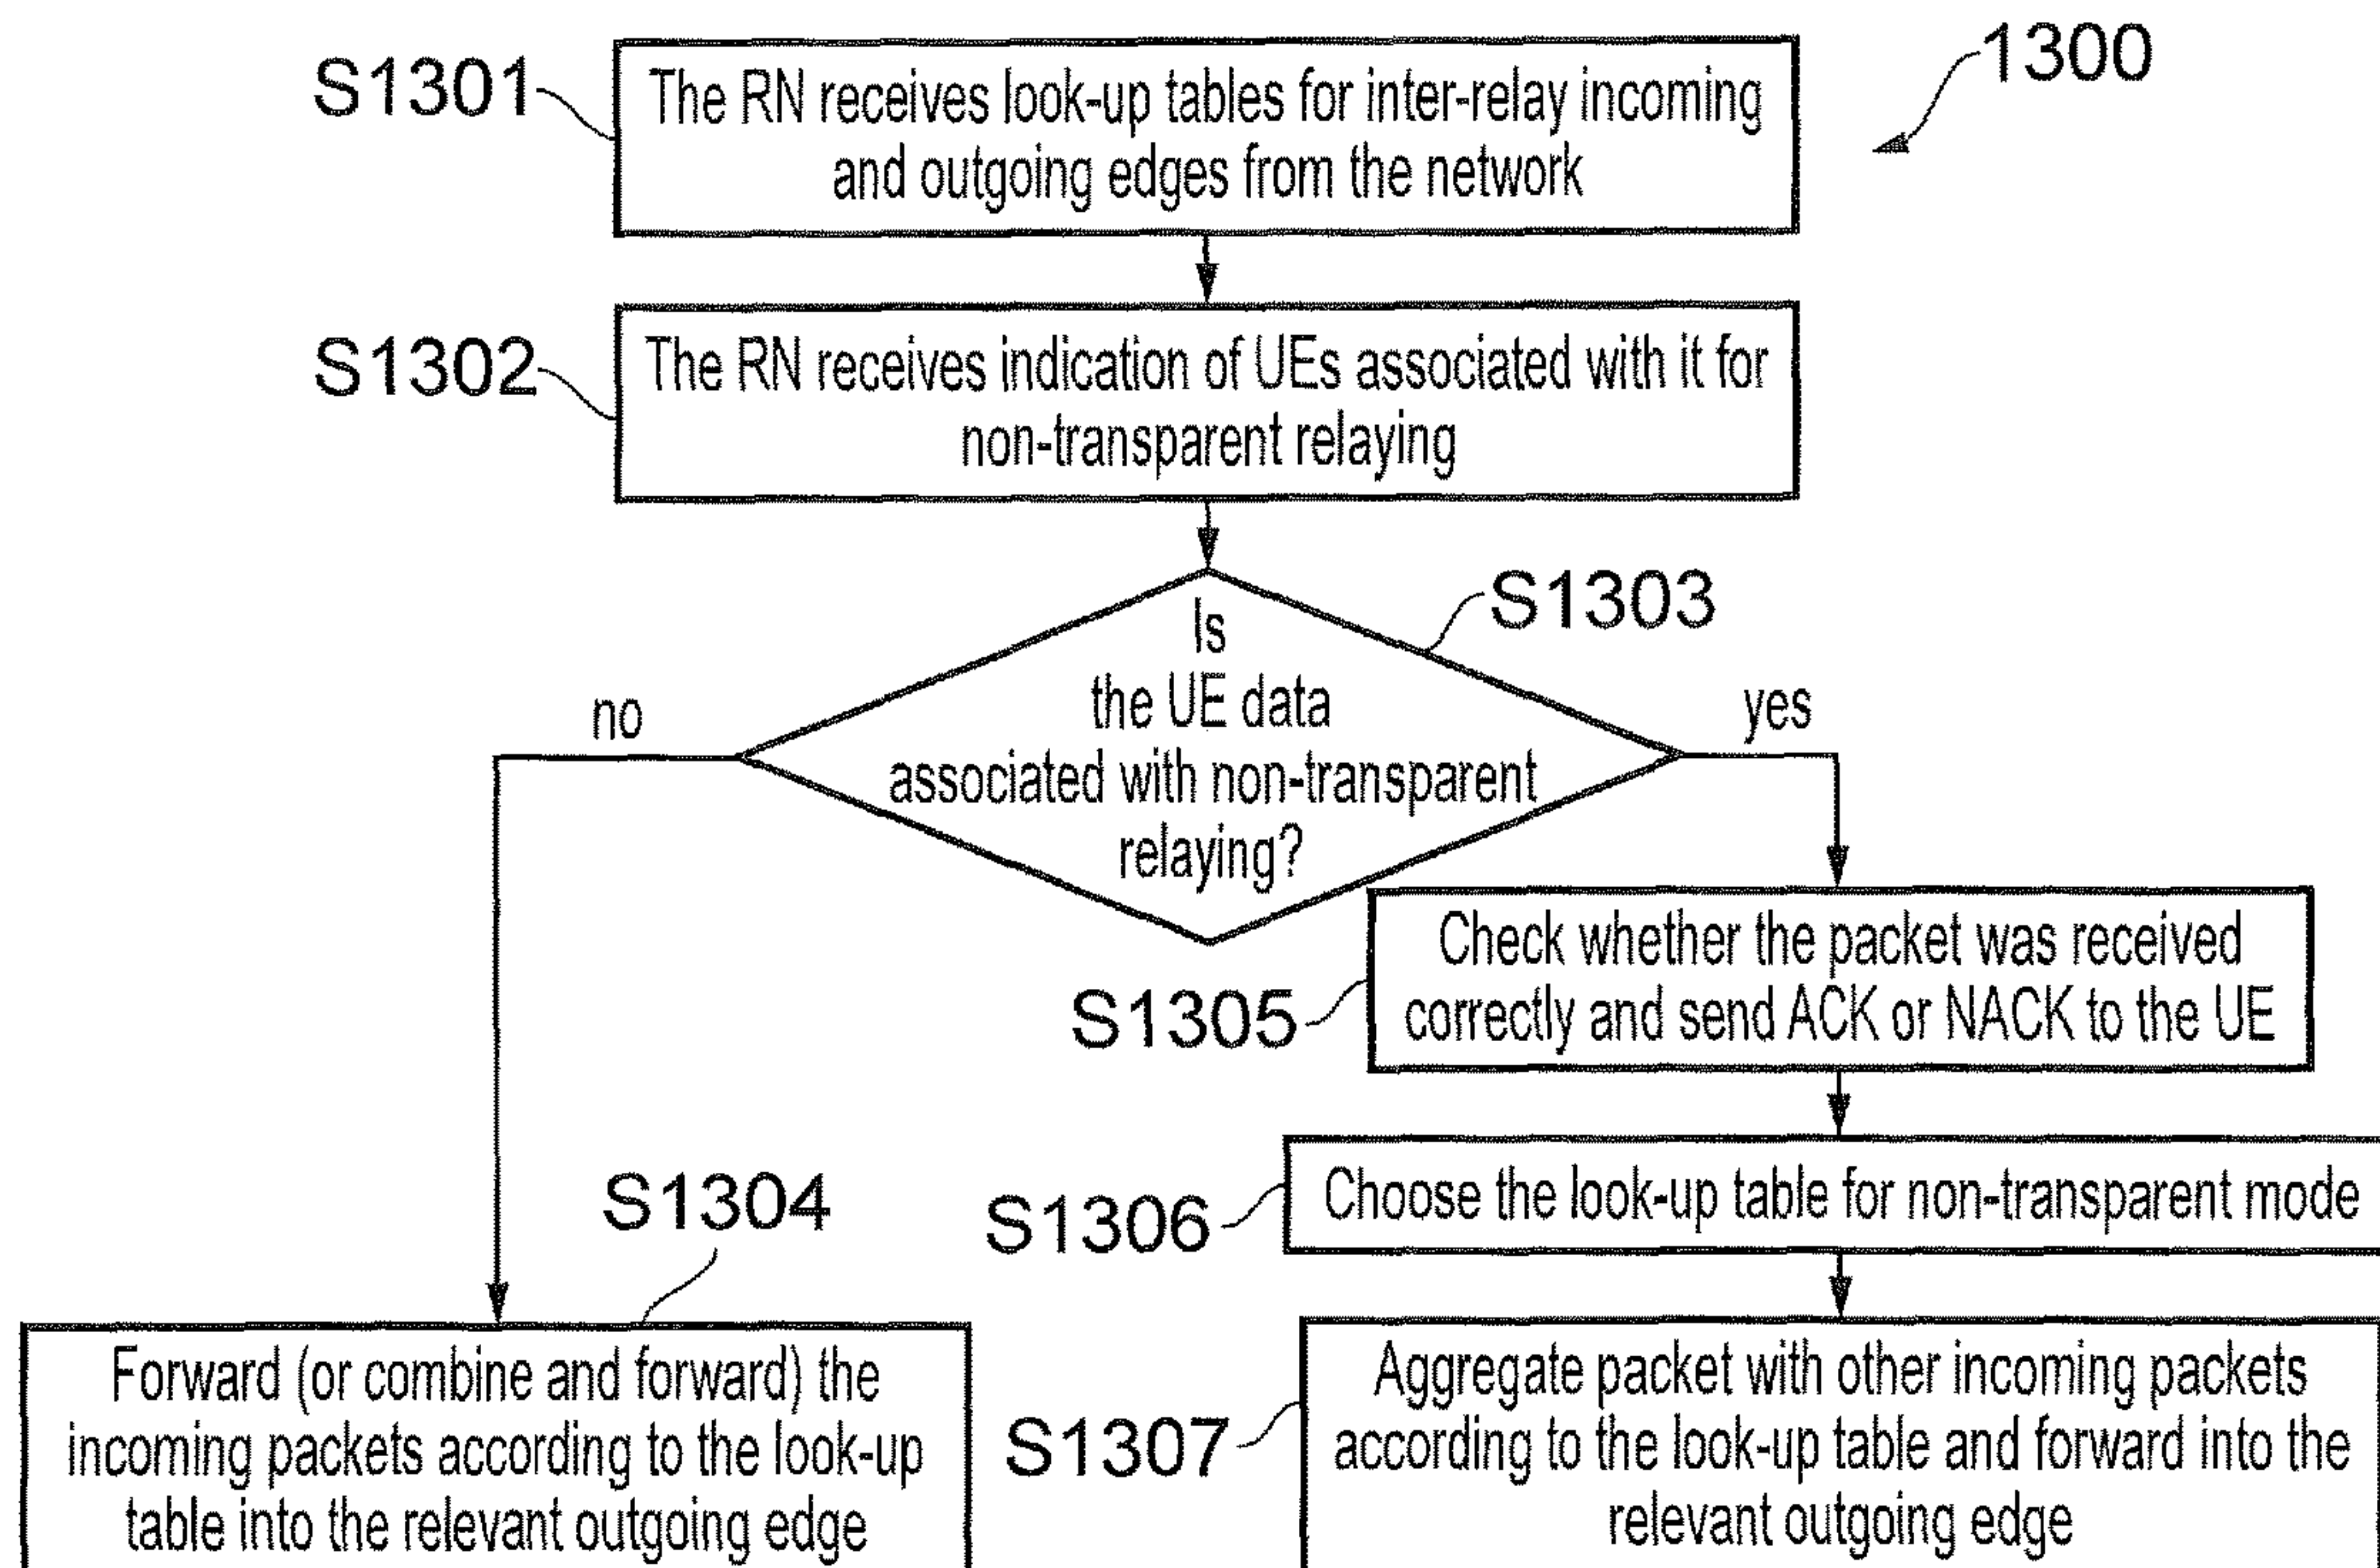 1300
S1301
The RN receives look-up tables for inter-relay incoming
and outgoing edges from the network
S1302
The RN receives indication of UEs associated with it for
non-transparent relaying
S1303
Is
the UE data
associated with non-transparent
relaying?
no
yes
S1305
Check whether the packet was received
correctly and send ACK or NACK to the UE
S1306
Choose the look-up table for non-transparent mode
S1304
Forward (or combine and forward) the
incoming packets according to the look-up
table into the relevant outgoing edge
S1307
Aggregate packet with other incoming packets
according to the look-up table and forward into the
relevant outgoing edge